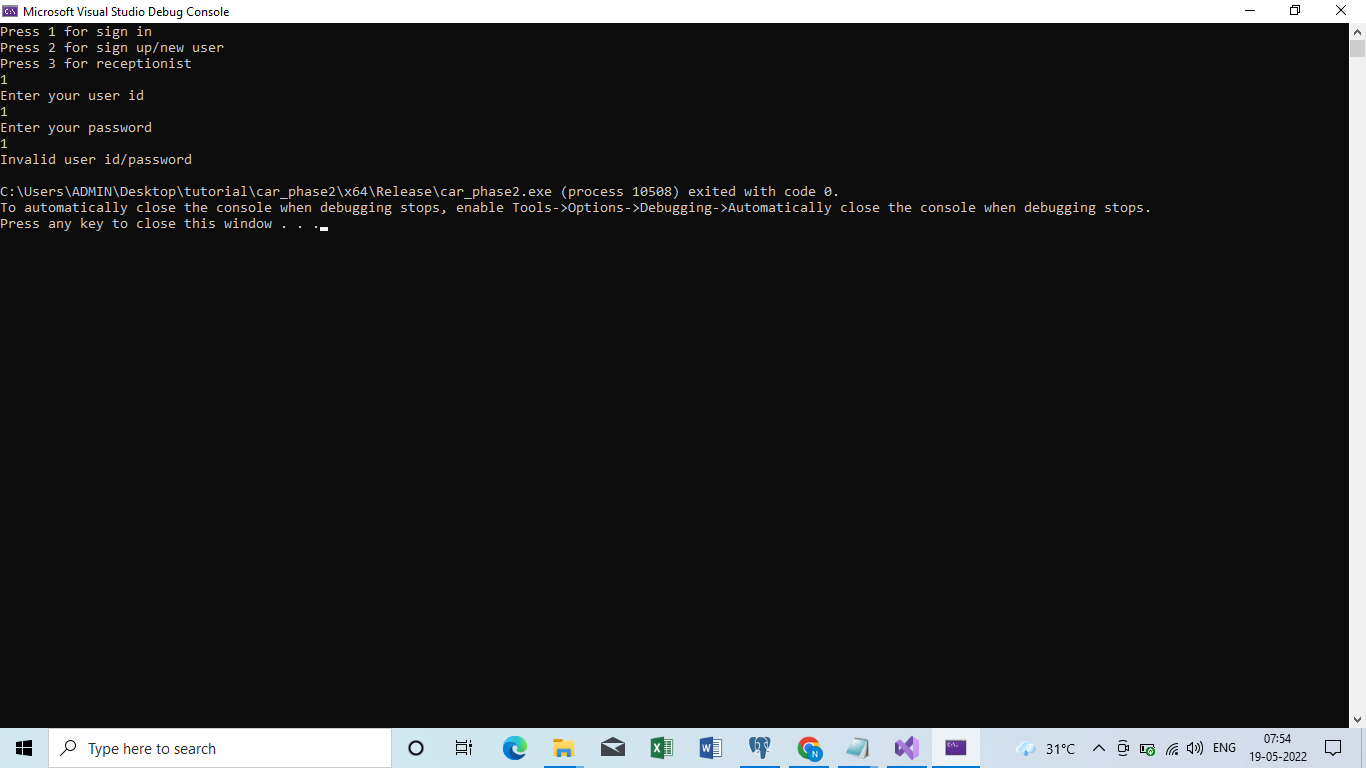 Microsoft Visual Studio Debug Console
Press 1 for sign in
Press 2 for sign up/new user
Press 3 for receptionist
1
Enter your user id
1
Enter your password
1
Invalid user id/password
C:\Users\ADMIN\Desktop\tutorial\car_phase2\x64\Release\car_phase2.exe (process 10508) exited with code 0.
To automatically close the console when debugging stops, enable Tools->Options->Debugging->Automatically close the console when debugging stops.
Press any key to close this window . . .
Type here to search
31°C
ENG
07:54
19-05-2022